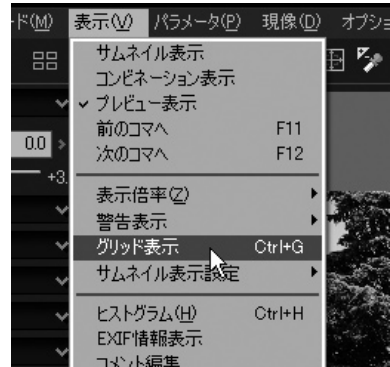 ド(M) 表示(V) パラメータ(P) 現像(D) オプショ
サムネイル表示
コンビネーション表示
プレビュー表示
前のコマへ F11
次のコマへ F12
0.0
+3.
表示倍率(Z)
警告表示
グリッド表示 Ctrl+G
サムネイル表示設定
ヒストグラム(H) Ctrl+H
EXIF情報表示
コメント編集